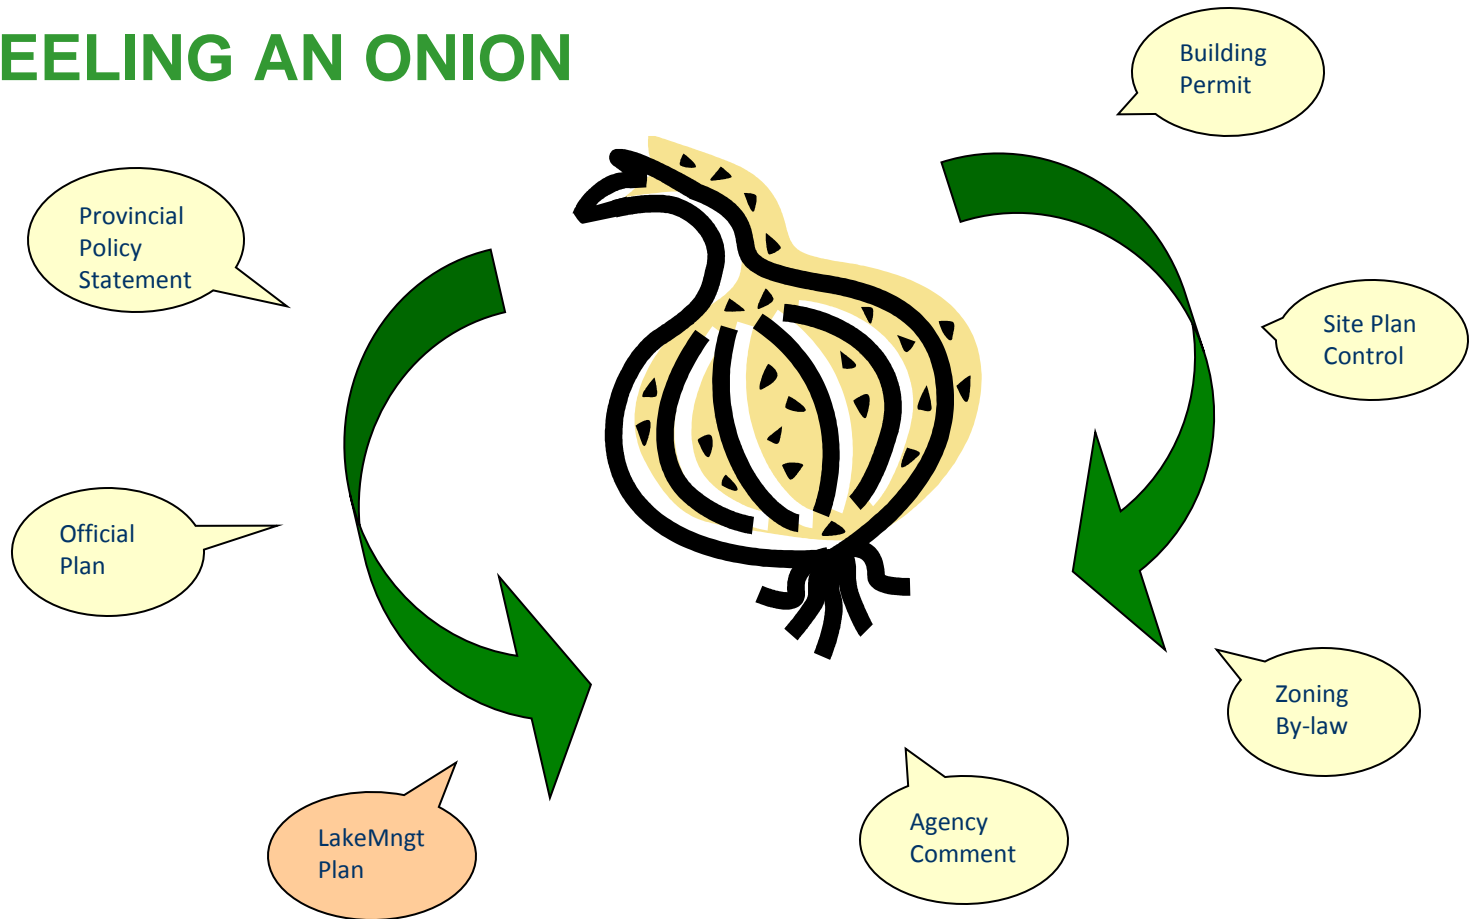 EELING AN ONION
Building
Permit
Provincial
Policy
Statement
Site Plan
Control
Official
Plan
Zoning
By-law
LakeMngt
Plan
Agency
Comment